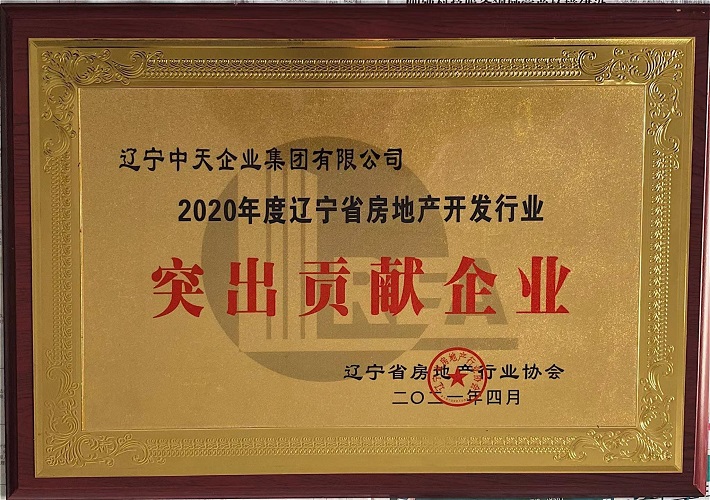 辽宁中天企业集团有限公司
2020年度辽宁省房地产开发行业
突出贡献企业
辽宁省房地产行业协会
二〇二一年四月